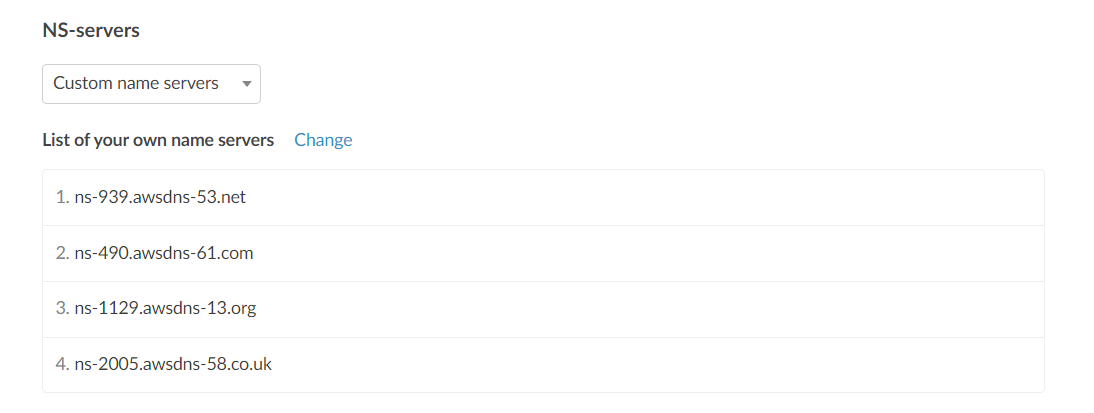 NS-servers
Custom name servers
List of your own name servers Change
1. ns-939.awsdns-53.net
2. ns-490.awsdns-61.com
3. ns-1129.awsdns-13.org
4. ns-2005.awsdns-58.co.uk